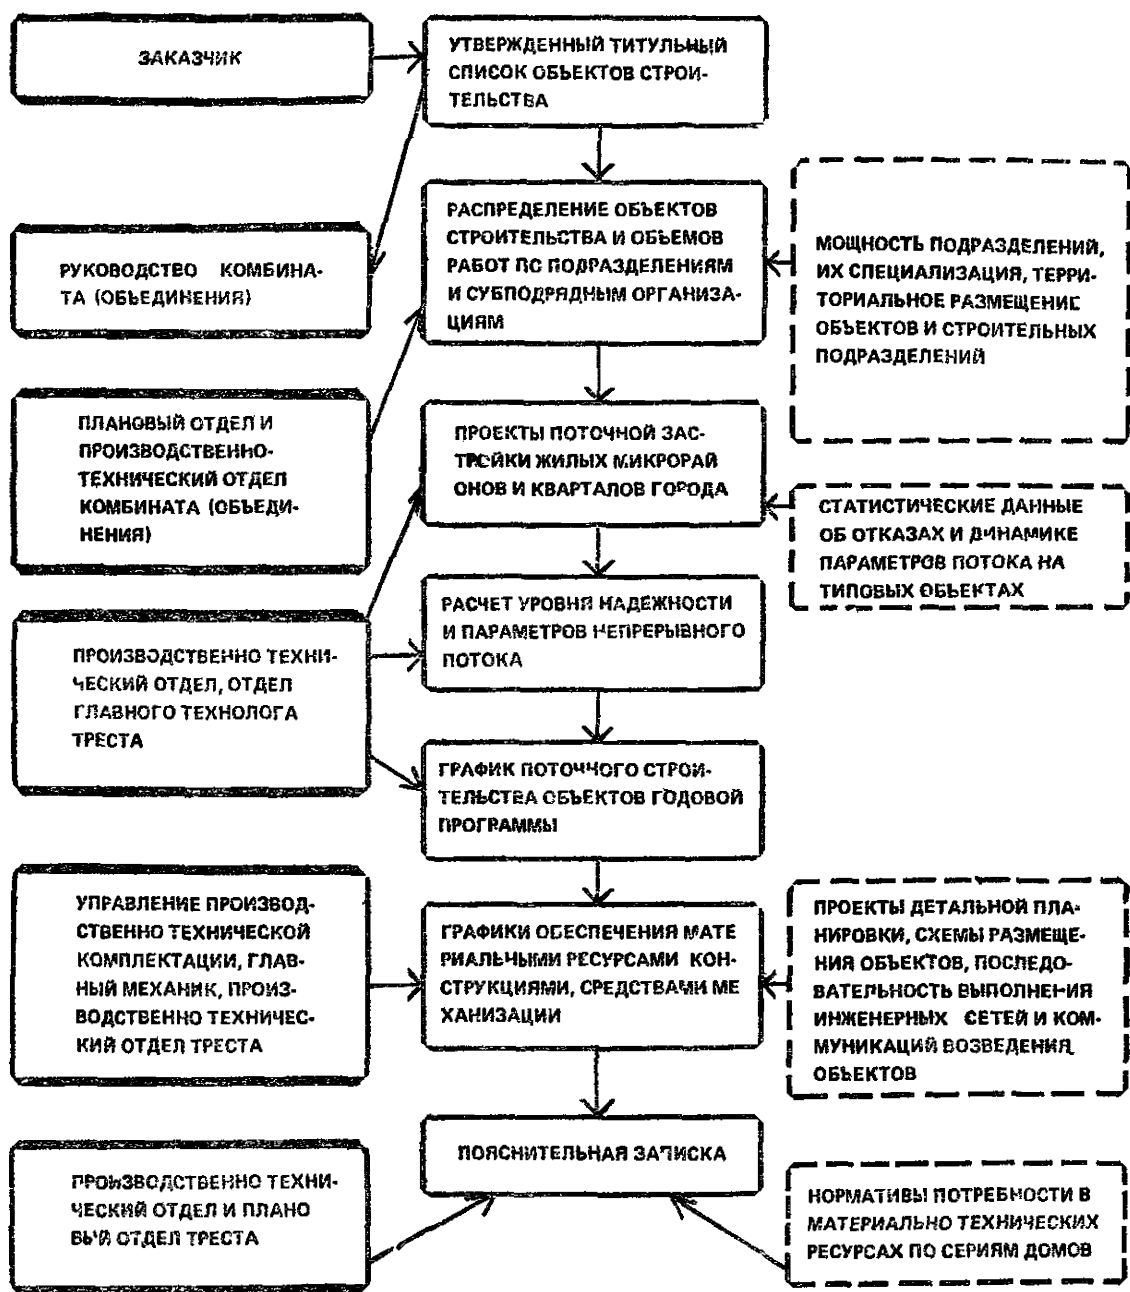 ЗАКАЗЧИК
УТВЕРЖДЕННЫЙ ТИТУЛЬНЫЙ
СПИСОК ОБЪЕКТОВ СТРОИ-
ТЕЛЬСТВА
РУКОВОДСТВО КОМБИНА-
ТА (ОБЪЕДИНЕНИЯ)
РАСПРЕДЕЛЕНИЕ ОБЪЕКТОВ
СТРОИТЕЛЬСТВА И ОБЪЕМОВ
РАБОТ ПО ПОДРАЗДЕЛЕНИЯМ
И СУБПОДРЯДНЫМ ОРГАНИЗА-
ЦИЯМ
МОЩНОСТЬ ПОДРАЗДЕЛЕНИЙ,
ИХ СПЕЦИАЛИЗАЦИЯ, ТЕРРИ-
ТОРИАЛЬНОЕ РАЗМЕЩЕНИЕ
ОБЪЕКТОВ И СТРОИТЕЛЬНЫХ
ПОДРАЗДЕЛЕНИЙ
ПЛАНОВЫЙ ОТДЕЛ И
ПРОИЗВОДСТВЕННО-
ТЕХНИЧЕСКИЙ ОТДЕЛ
КОМБИНАТА (ОБЪЕДИ-
НЕНИЯ)
ПРОЕКТЫ ПОТОЧНОЙ ЗАС-
ТРОЙКИ ЖИЛЫХ МИКРОРАЙ
ОНОВ И КВАРТАЛОВ ГОРОДА
СТАТИСТИЧЕСКИЕ ДАННЫЕ
ОБ ОТКАЗАХ И ДИНАМИКЕ
ПАРАМЕТРОВ ПОТОКА НА
ТИПОВЫХ ОБЪЕКТАХ
ПРОИЗВОДСТВЕННО ТЕХНИ-
ЧЕСКИЙ ОТДЕЛ, ОТДЕЛ
ГЛАВНОГО ТЕХНОЛОГА
ТРЕСТА
РАСЧЕТ УРОВНЯ НАДЕЖНОСТИ
И ПАРАМЕТРОВ НЕПРЕРЫВНОГО
ПОТОКА
ГРАФИК ПОТОЧНОГО СТРОИ-
ТЕЛЬСТВА ОБЪЕКТОВ ГОДОВОЙ
ПРОГРАММЫ
УПРАВЛЕНИЕ ПРОИЗВОД-
СТВЕННО ТЕХНИЧЕСКОЙ
КОМПЛЕКТАЦИИ, ГЛАВ-
НЫЙ МЕХАНИК, ПРОИЗ-
ВОДСТВЕННО ТЕХНИЧЕС-
КИЙ ОТДЕЛ ТРЕСТА
ГРАФИКИ ОБЕСПЕЧЕНИЯ МАТЕ
РИАЛЬНЫМИ РЕСУРСАМИ КОН-
СТРУКЦИЯМИ, СРЕДСТВАМИ МЕ
ХАНИЗАЦИИ
ПРОЕКТЫ ДЕТАЛЬНОЙ ПЛА-
НИРОВКИ, СХЕМЫ РАЗМЕЩЕ-
НИЯ ОБЪЕКТОВ, ПОСЛЕДО-
ВАТЕЛЬНОСТЬ ВЫПОЛНЕНИЯ
ИНЖЕНЕРНЫХ СЕТЕЙ И КОМ-
МУНИКАЦИЙ ВОЗВЕДЕНИЯ
ОБЪЕКТОВ
ПОЯСНИТЕЛЬНАЯ ЗАПИСКА
ПРОИЗВОДСТВЕННО ТЕХНИ-
ЧЕСКИЙ ОТДЕЛ И ПЛАНО
ВЫЙ ОТДЕЛ ТРЕСТА
НОРМАТИВЫ ПОТРЕБНОСТИ В
МАТЕРИАЛЬНО ТЕХНИЧЕСКИХ
РЕСУРСАХ ПО СЕРИЯМ ДОМОВ